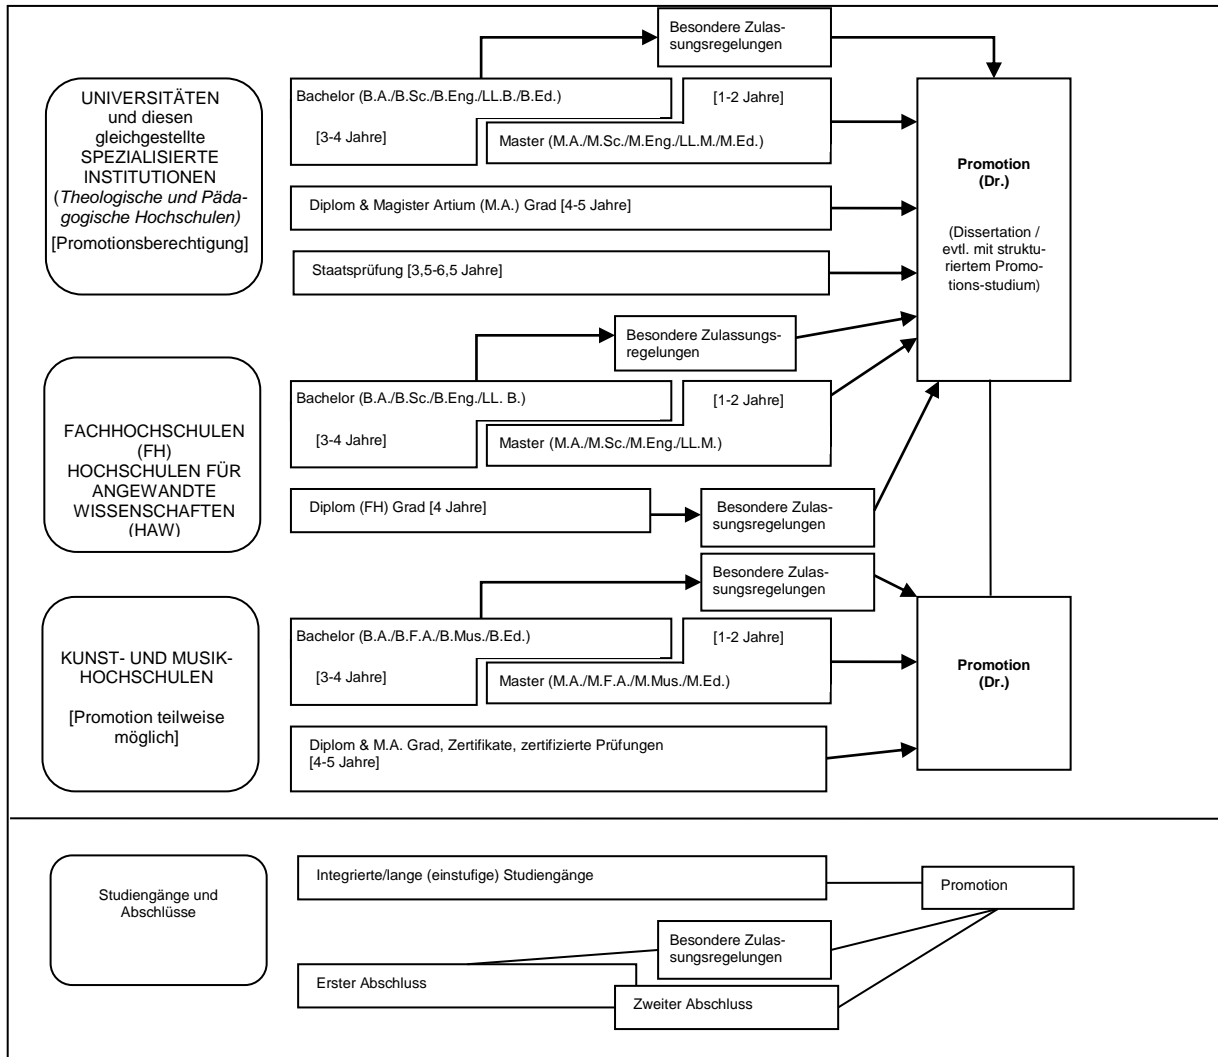 Besondere Zulas-
sungsregelungen
UNIVERSITÄTEN
und diesen
gleichgestellte
SPEZIALISIERTE
INSTITUTIONEN
(Theologische und Päda-
gogische Hochschulen)
[Promotionsberechtigung]
Bachelor (B.A./B.Sc./B.Eng./LL.B./B.Ed.)
[3-4 Jahre]
[1-2 Jahre]
Master (M.A./M.Sc./M.Eng./LL.M./M.Ed.)
Diplom & Magister Artium (M.A.) Grad [4-5 Jahre]
Staatsprüfung [3,5-6,5 Jahre]
Promotion
(Dr.)
(Dissertation /
evtl. mit struktu-
riertem Promo-
tions-studium)
Besondere Zulassungs-
regelungen
FACHHOCHSCHULEN
(FH)
HOCHSCHULEN FÜR
ANGEWANDTE
WISSENSCHAFTEN
(HAW)
Bachelor (B.A./B.Sc./B.Eng./LL. B.)
[3-4 Jahre]
[1-2 Jahre]
Master (M.A./M.Sc./M.Eng./LL.M.)
Diplom (FH) Grad [4 Jahre]
Besondere Zulas-
sungsregelungen
Besondere Zulas-
sungsregelungen
KUNST- UND MUSIK-
HOCHSCHULEN
[Promotion teilweise
möglich]
Bachelor (B.A./B.F.A./B.Mus./B.Ed.)
[3-4 Jahre]
[1-2 Jahre]
Master (M.A./M.F.A./M.Mus./M.Ed.)
Diplom & M.A. Grad, Zertifikate, zertifizierte Prüfungen
[4-5 Jahre]
Promotion
(Dr.)
Studiengänge und
Abschlüsse
Integrierte/lange (einstufige) Studiengänge
Promotion
Besondere Zulas-
sungsregelungen
Erster Abschluss
Zweiter Abschluss